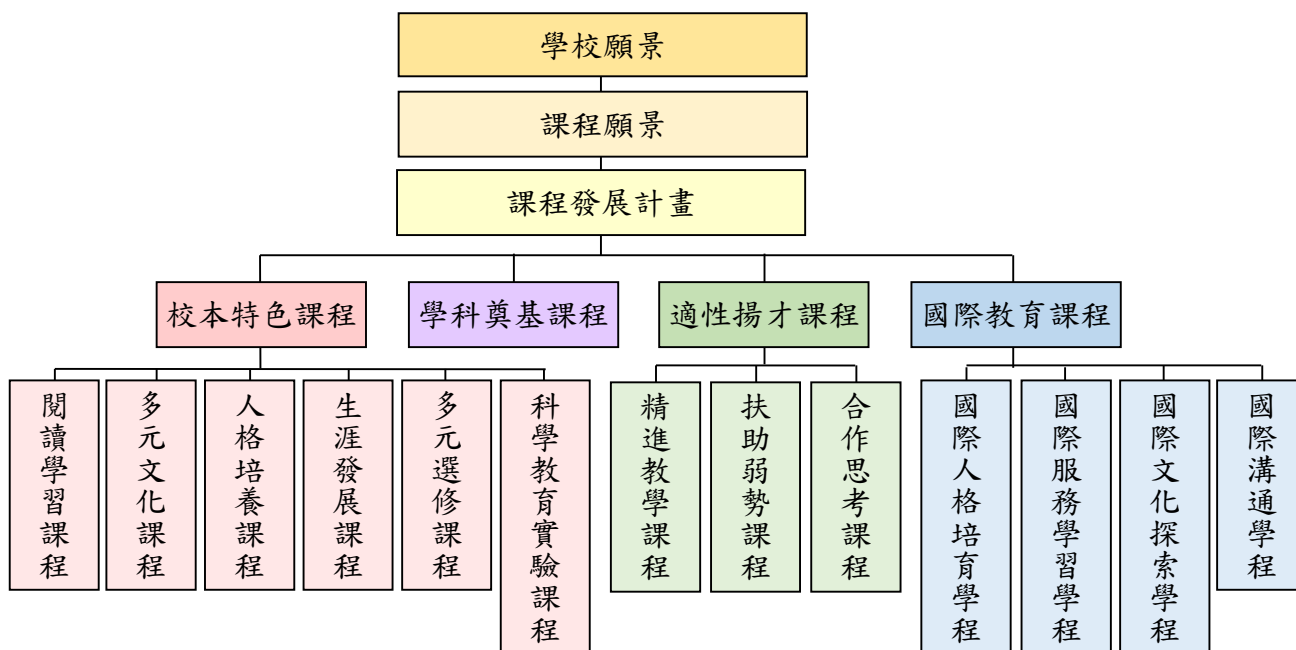 學校願景
課程願景
課程發展計畫
校本特色課程
學科奠基課程
適性揚才課程
國際教育課程
閱讀學習課程
多元文化課程
人格培養課程
生涯發展課程
多元選修課程
科學教育實驗課程
精進教學課程
扶助弱勢課程
合作思考課程
國際人格培育學程
國際服務學習學程
國際文化探索學程
國際溝通學程